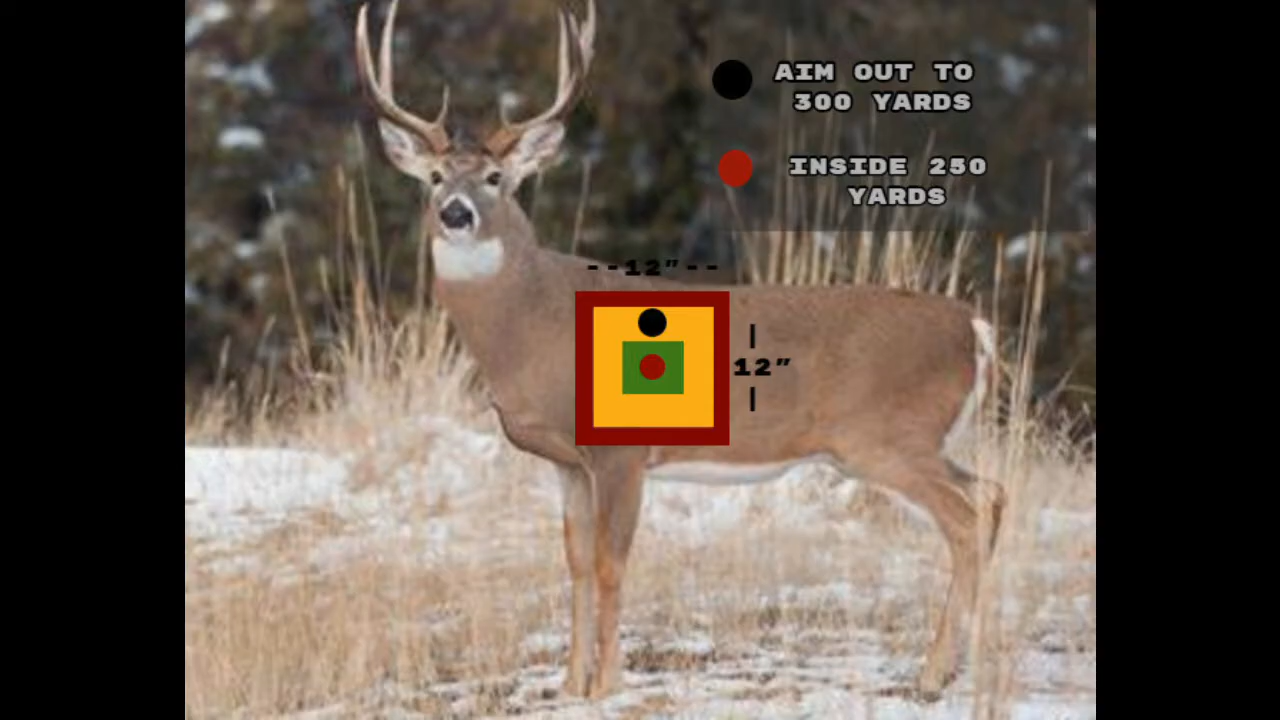 AIM OUT TO
300 YARDS
INSIDE 250
YARDS
--12"--
|
12"
|